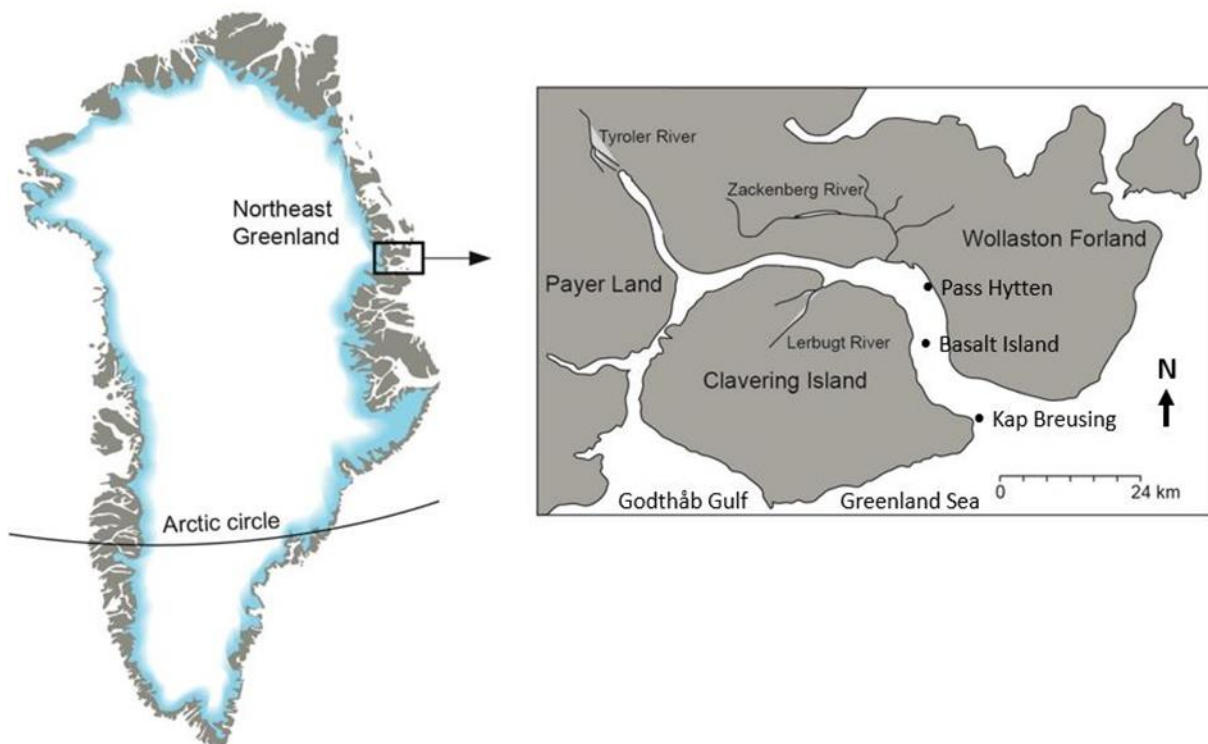 Northeast
Greenland
Arctic circle
Tyroler River
Zackenberg River
Wollaston Forland
Payer Land
Pass Hytten
Lerbugt River
Basalt Island
Clavering Island
N
Kap Breusing
Godthåb Gulf
Greenland Sea
0
24 km